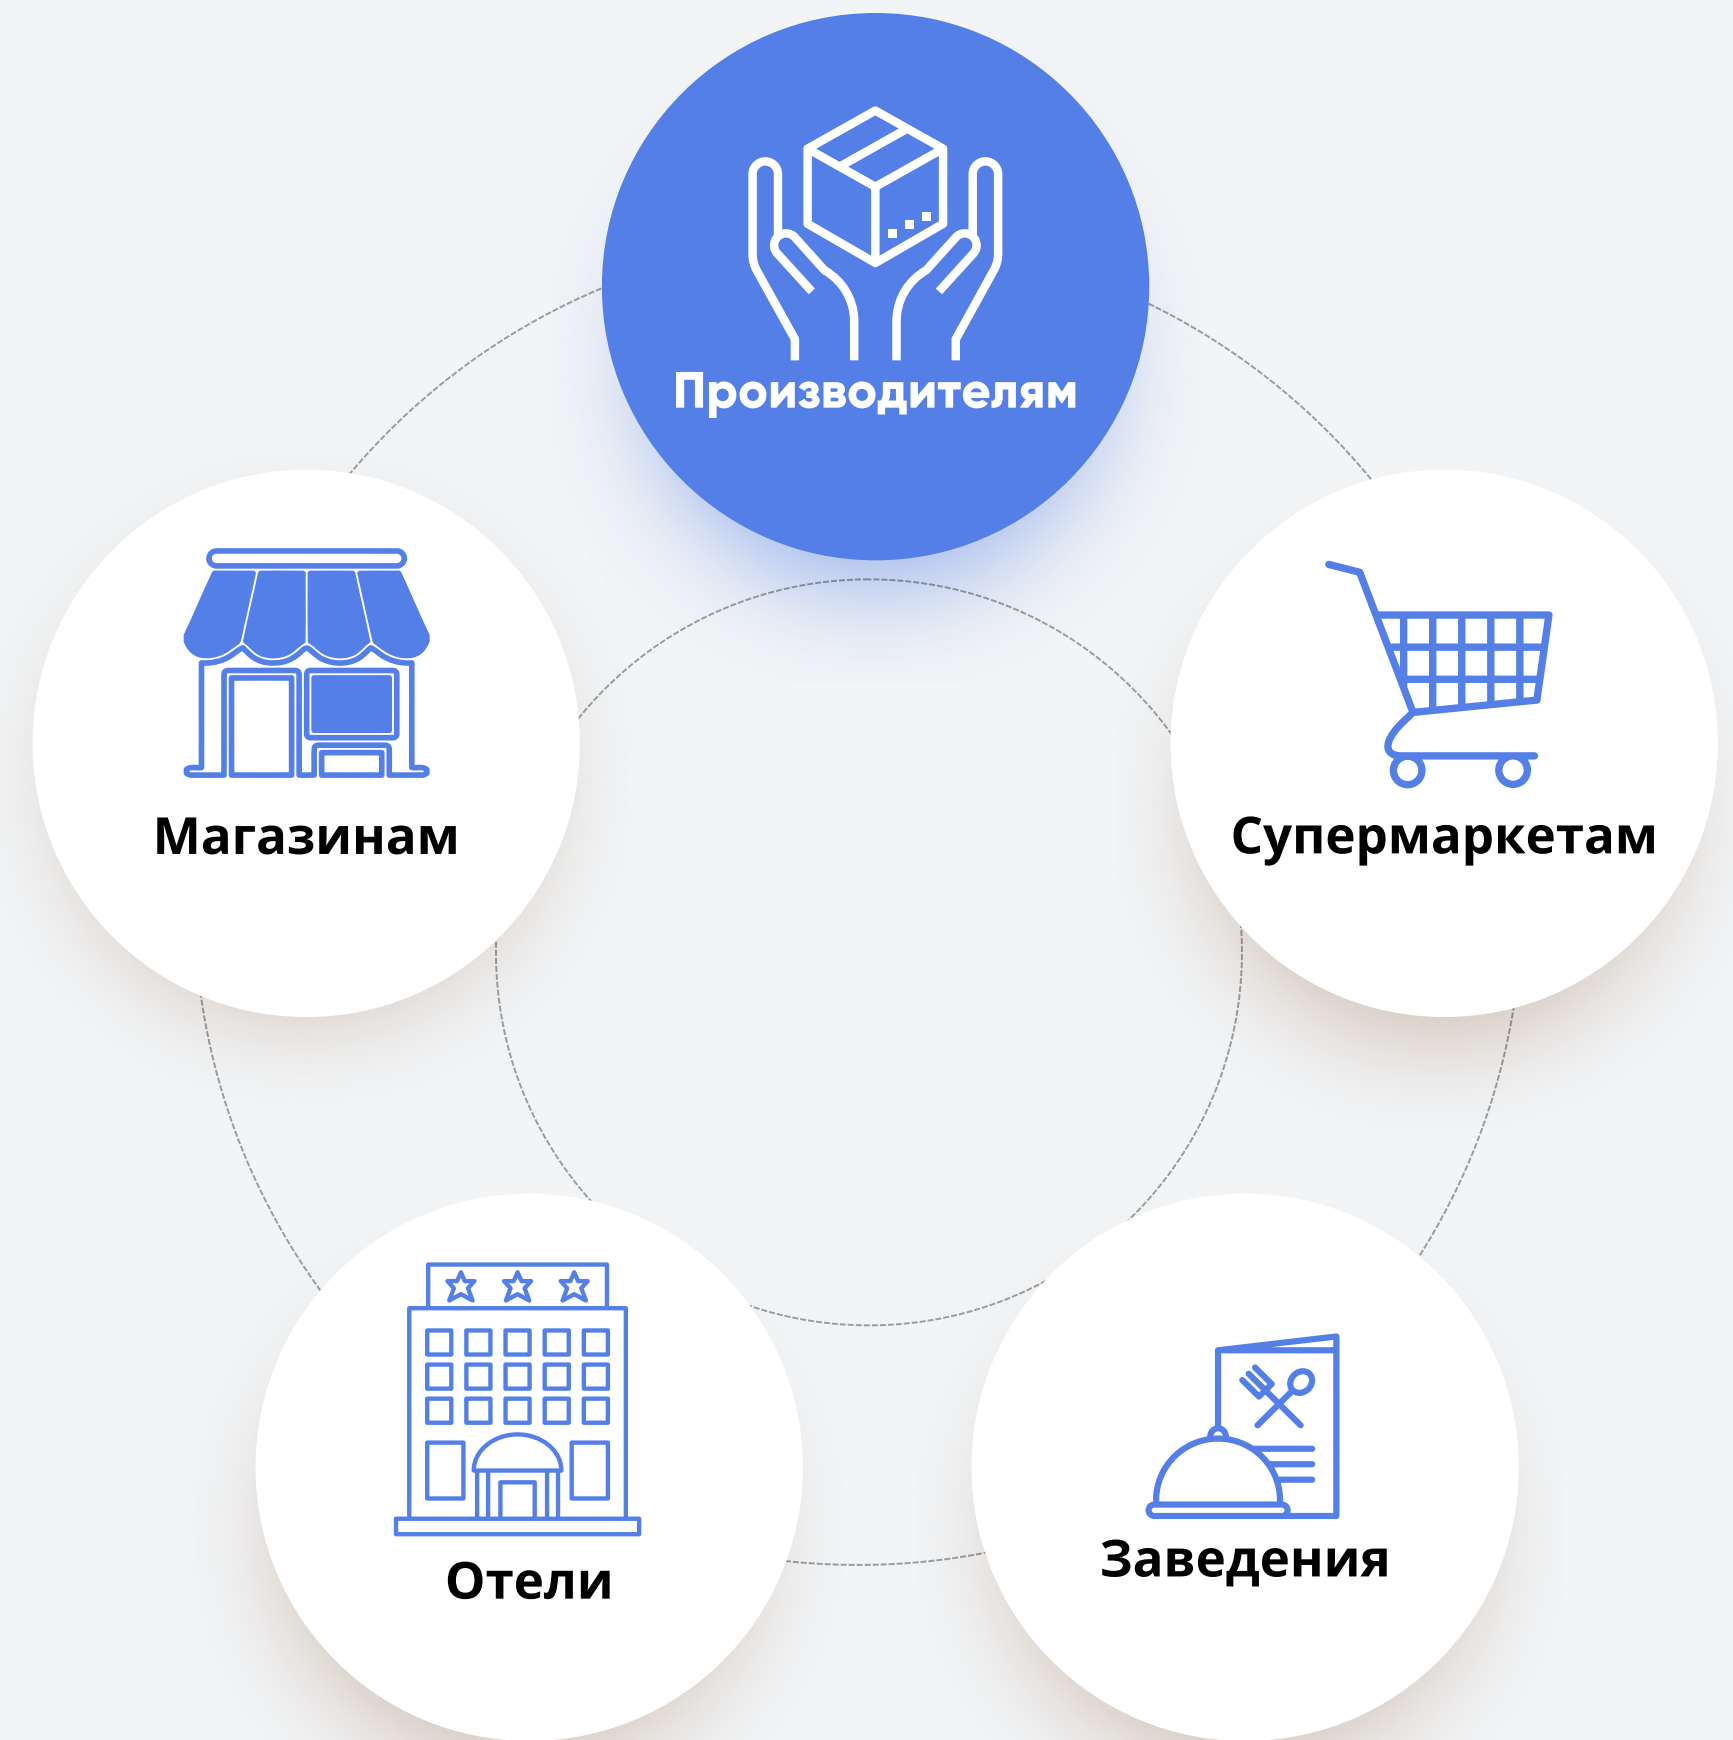 Производителям
Магазинам
Супермаркетам
Отели
Заведения